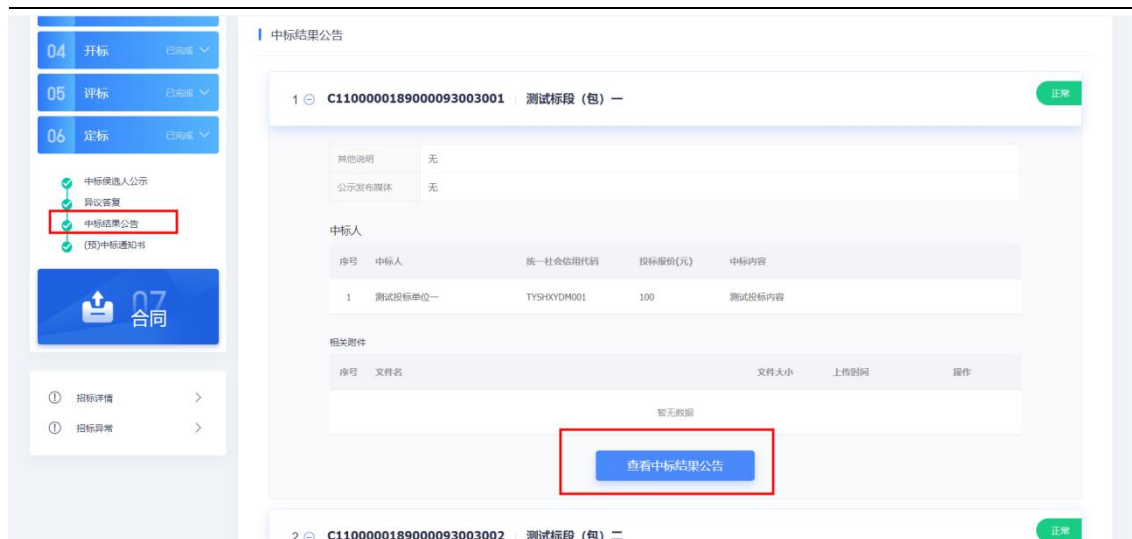 04 开标 已完成
05 评标 已完成
06 定标 已完成
中标候选人公示
异议答复
中标结果公告
(预)中标通知书
07
合同
招标详情
招标异常
中标结果公告
1 C1100000189000093003001 测试标段（包）一 正常
其他说明 无
公示发布媒体 无
中标人
序号 中标人 统一社会信用代码 投标报价(元) 中标内容
1 测试投标单位一 TYSHXYDM001 100 测试投标内容
相关附件
序号 文件名 文件大小 上传时间 操作
暂无数据
查看中标结果公告
2 C1100000189000093003002 测试标段（包）二 正常